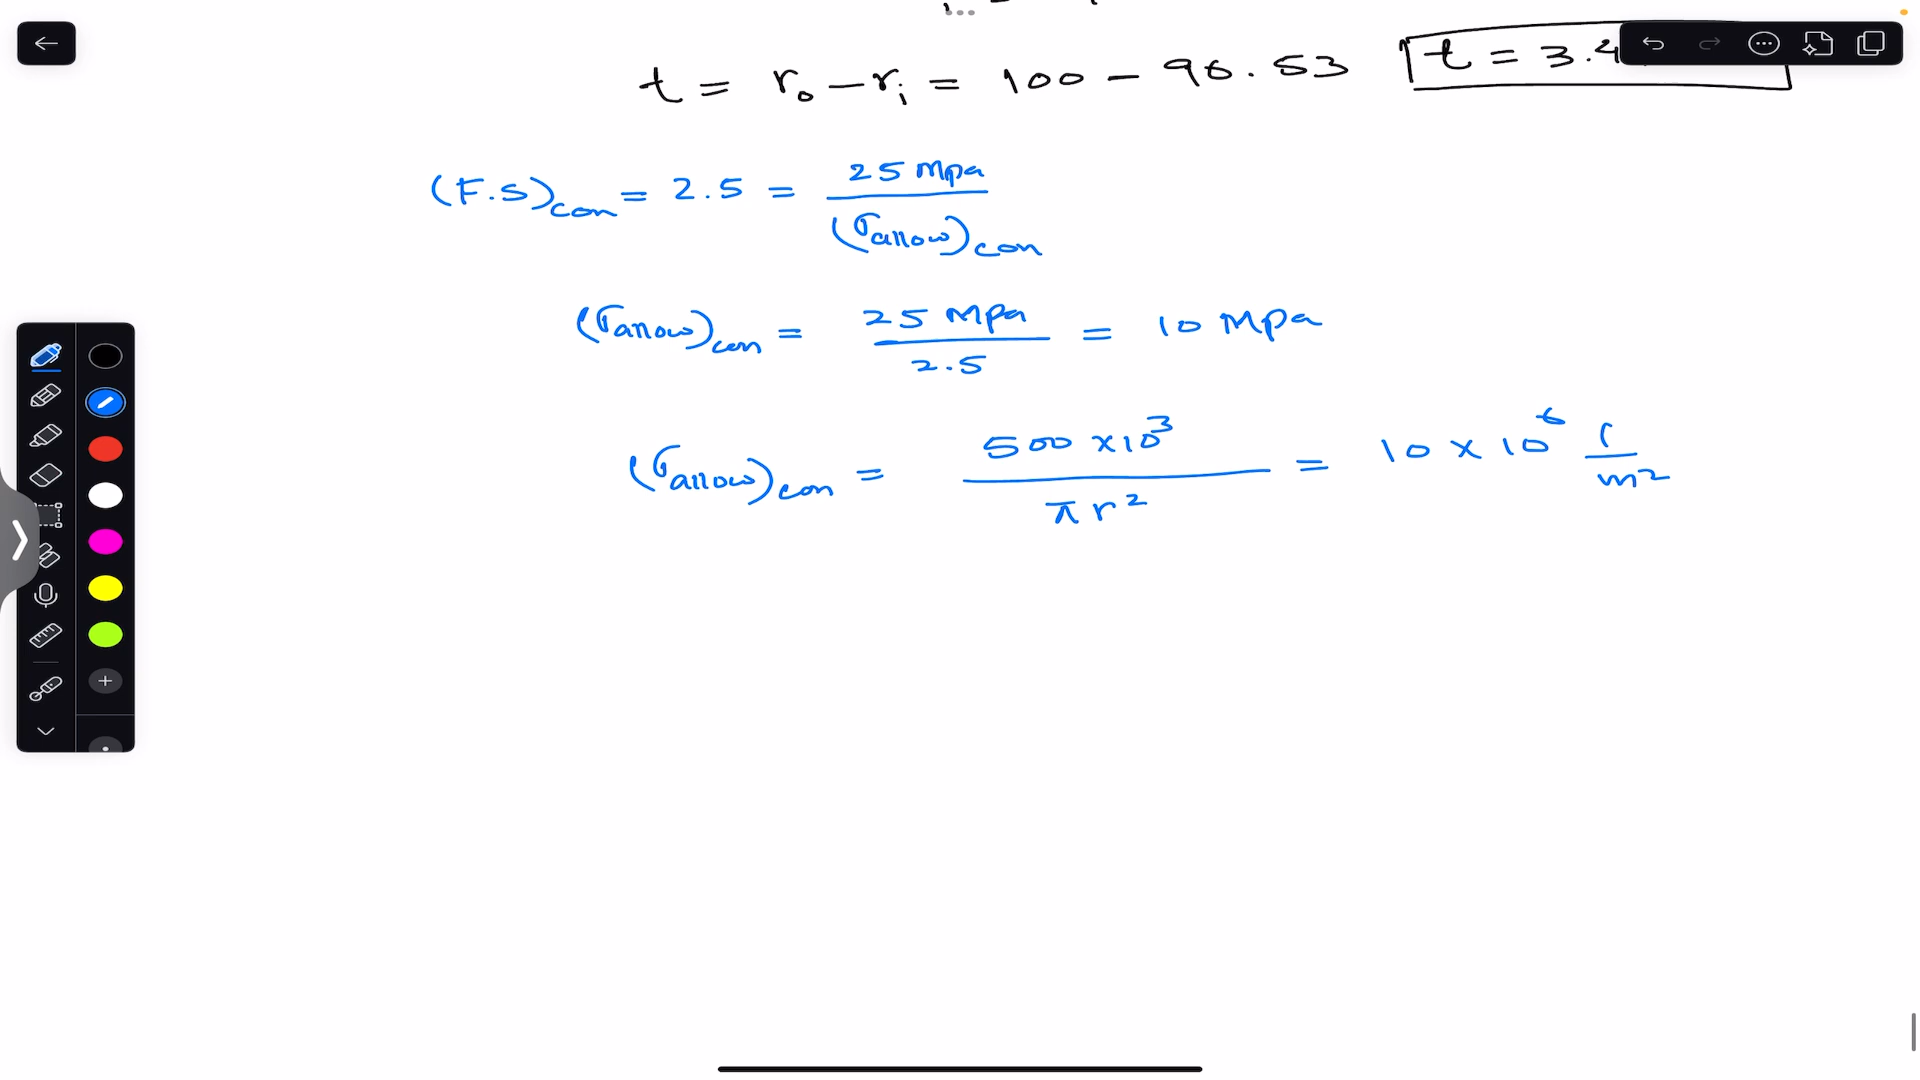 t = r₀ - rᵢ = 100 - 96.53 t = 3.4
(F.S)con = 2.5 = 25 Mpa / (σallow)con
(σallow)con = 25 Mpa / 2.5 = 10 Mpa
(σallow)con = 500 x10³ / π r² = 10 x 10⁶ / m²